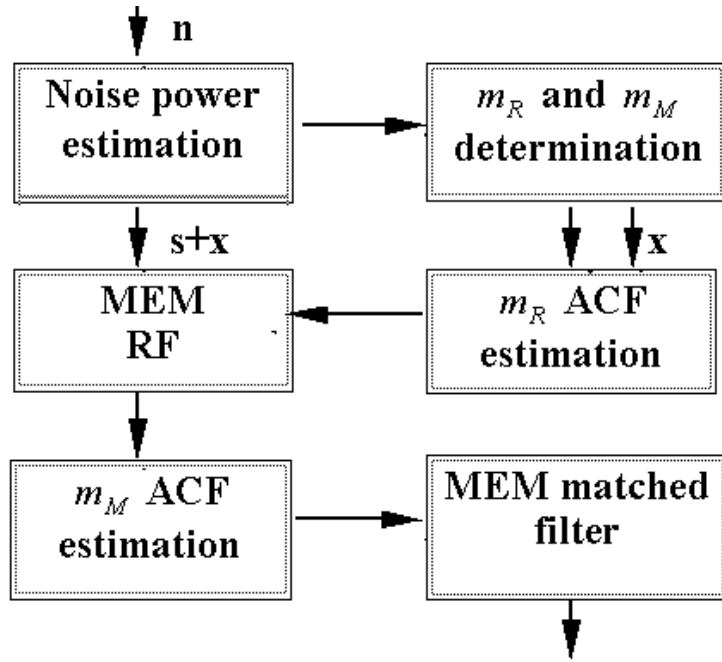 n
Noise power
estimation
m_R and m_M
determination
s+x
x
MEM
RF
m_R ACF
estimation
m_M ACF
estimation
MEM matched
filter